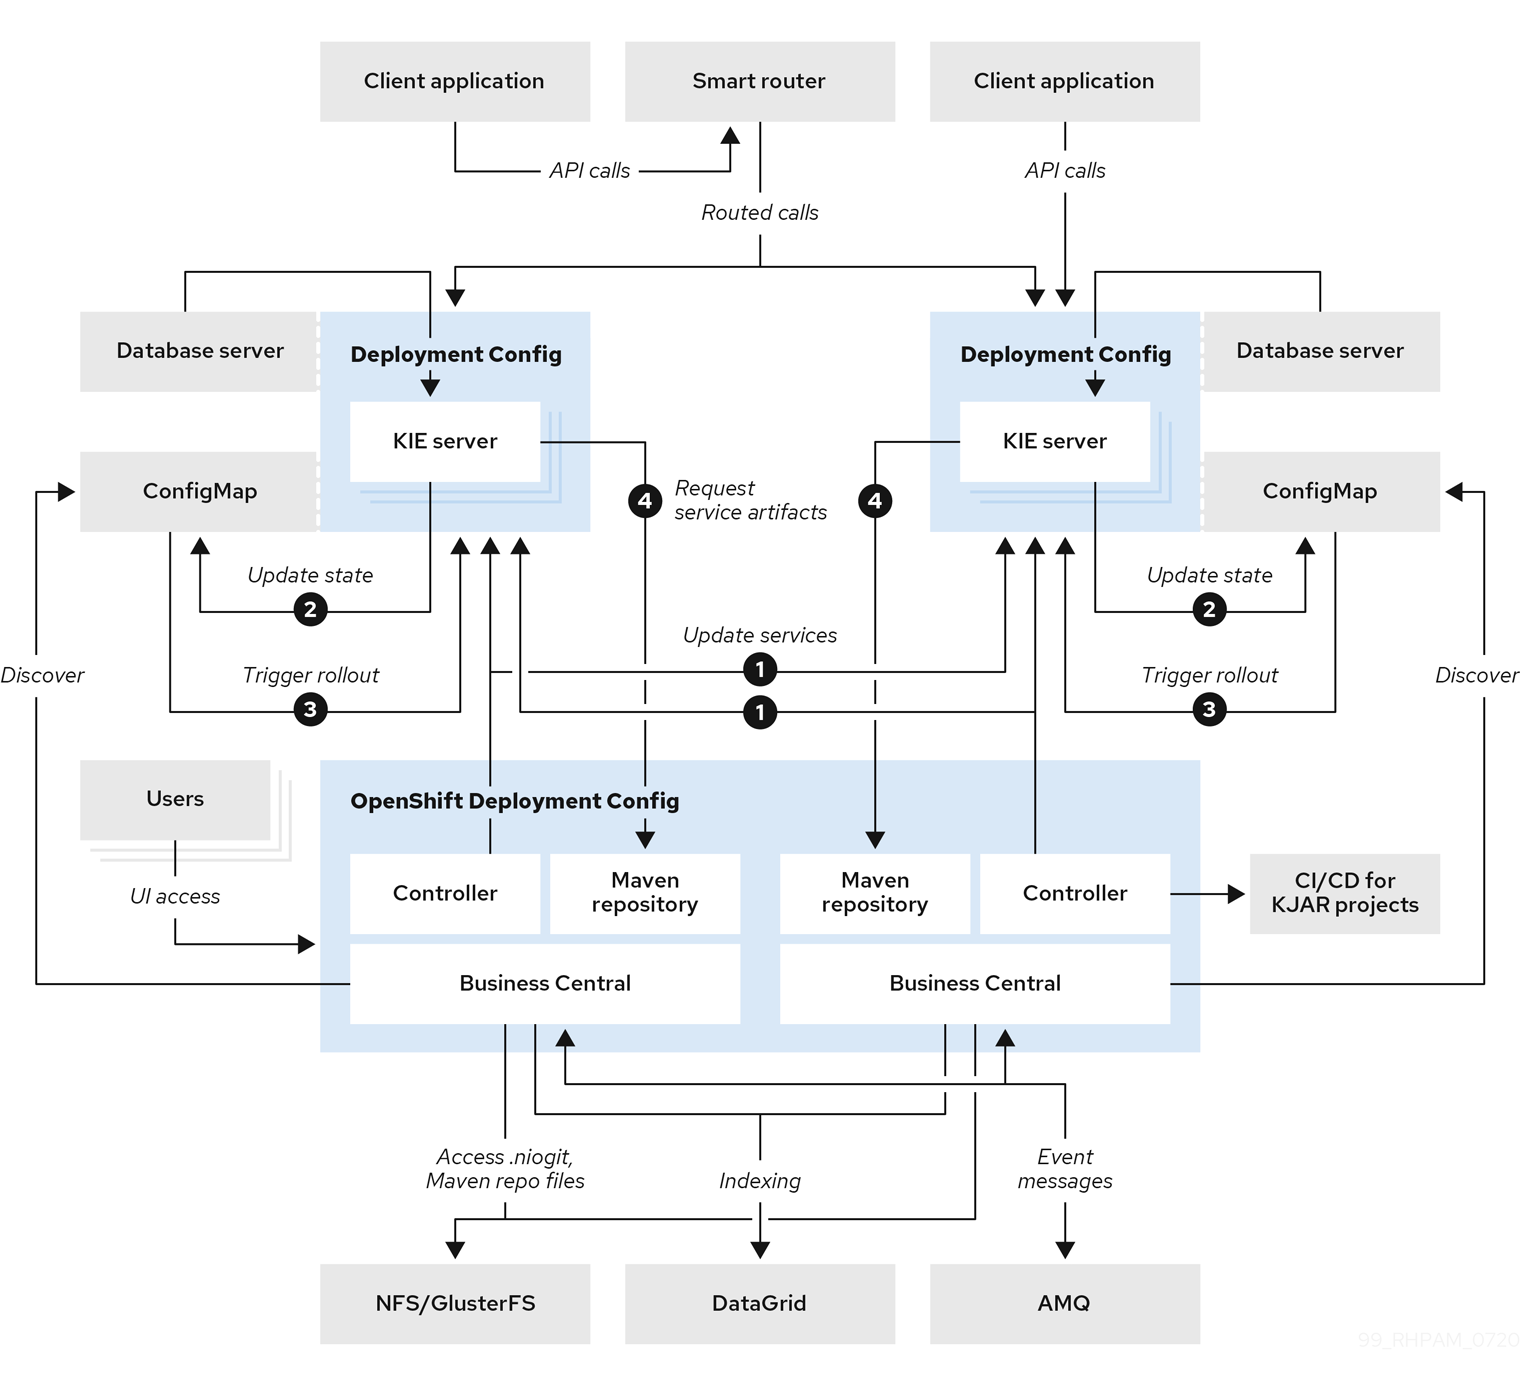 Client application
Smart router
Client application
API calls
API calls
Routed calls
Database server
Deployment Config
Deployment Config
Database server
KIE server
KIE server
ConfigMap
ConfigMap
4
Request
service artifacts
4
Update state
2
Update state
2
Update services
1
Discover
Trigger rollout
3
1
Trigger rollout
3
Discover
Users
OpenShift Deployment Config
UI access
Controller
Maven
repository
Maven
repository
Controller
CI/CD for
KJAR projects
Business Central
Business Central
Access .niogit,
Maven repo files
Indexing
Event
messages
NFS/GlusterFS
DataGrid
AMQ
99_RHPAM_0720